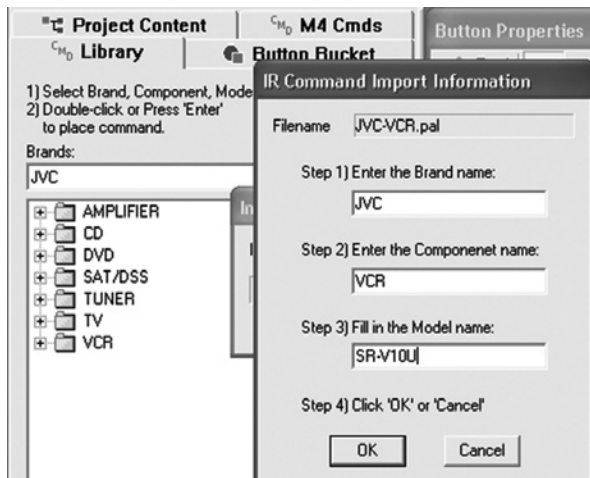 Project Content
CMD M4 Cmds
CMD Library
Button Bucket
Button Properties
1) Select Brand, Component, Mode
2) Double-click or Press 'Enter'
to place command.
Brands:
JVC
AMPLIFIER
CD
DVD
SAT/DSS
TUNER
TV
VCR
In
IR Command Import Information
Filename JVC-VCR.pal
Step 1) Enter the Brand name:
JVC
Step 2) Enter the Componenet name:
VCR
Step 3) Fill in the Model name:
SR-V10U
Step 4) Click 'OK' or 'Cancel'
OK Cancel